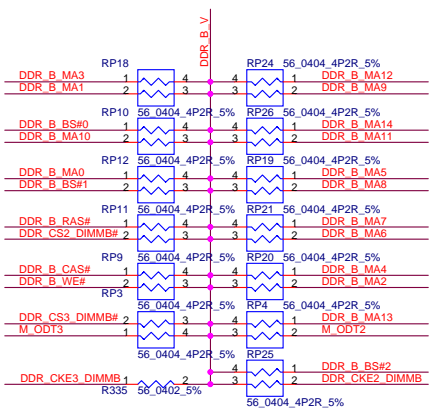 DDR_B_V
RP18 RP24 56_0404_4P2R_5%
DDR_B_MA3 1 4 4 1 DDR_B_MA12
DDR_B_MA1 2 3 3 2 DDR_B_MA9
RP10 56_0404_4P2R_5% RP26 56_0404_4P2R_5%
DDR_B_BS#0 1 4 4 1 DDR_B_MA14
DDR_B_MA10 2 3 3 2 DDR_B_MA11
RP12 56_0404_4P2R_5% RP19 56_0404_4P2R_5%
DDR_B_MA0 1 4 4 1 DDR_B_MA5
DDR_B_BS#1 2 3 3 2 DDR_B_MA8
RP11 56_0404_4P2R_5% RP21 56_0404_4P2R_5%
DDR_B_RAS# 1 4 4 1 DDR_B_MA7
DDR_CS2_DIMMB# 2 3 3 2 DDR_B_MA6
RP9 56_0404_4P2R_5% RP20 56_0404_4P2R_5%
DDR_B_CAS# 1 4 4 1 DDR_B_MA4
DDR_B_WE# 2 3 3 2 DDR_B_MA2
RP3 56_0404_4P2R_5% RP4 56_0404_4P2R_5%
DDR_CS3_DIMMB# 2 3 4 1 DDR_B_MA13
M_ODT3 1 4 3 2 M_ODT2
56_0404_4P2R_5% RP25
4 1 DDR_B_BS#2
DDR_CKE3_DIMMB 1 2 3 2 DDR_CKE2_DIMMB
R335 56_0402_5%
56_0404_4P2R_5%